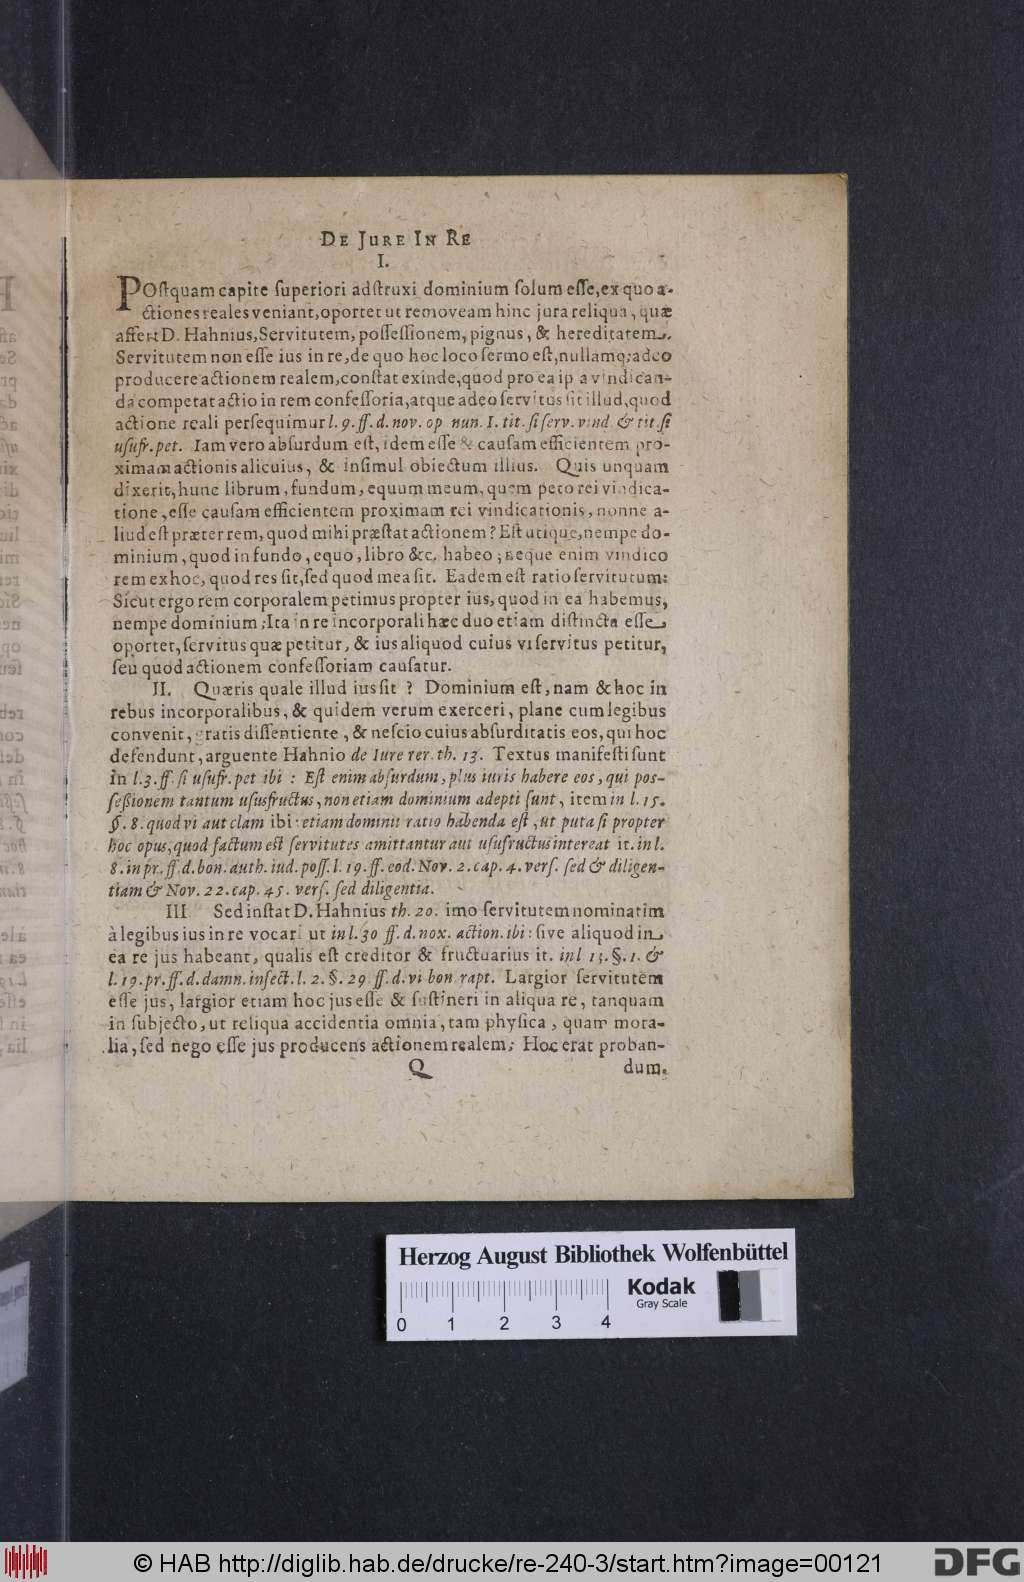 DE JURE IN RE
I.
POſtquam capite ſuperiori adſtruxi dominium ſolum eſſe, ex quo a-
ctiones reales veniant, oportet ut removeam hinc jura reliqua, quæ
affert D. Hahnius, Servitutem, poſſeſſionem, pignus, & hereditatem.
Servitutem non eſſe ius in re, de quo hoc loco ſermo eſt, nullamq; adeo
producere actionem realem, conſtat exinde, quod pro ea ipſa vindican-
da competat actio in rem confeſſoria, atque adeo ſervitus ſit illud, quod
actione reali perſequimur l. 9. ff. d. nov. op nun. I. tit. ſi ſerv. vind. & tit. ſi
uſufr. pet. Iam vero abſurdum eſt, idem eſſe & cauſam efficientem pro-
ximam actionis alicuius, & inſimul obiectum illius. Quis unquam
dixerit, hunc librum, fundum, equum meum, quem peto rei vindica-
tione, eſſe cauſam efficientem proximam rei vindicationis, nonne a-
liud eſt præter rem, quod mihi præſtat actionem? Eſt utique, nempe do-
minium, quod in fundo, equo, libro &c. habeo; neque enim vindico
rem ex hoc, quod res ſit, ſed quod mea ſit. Eadem eſt ratio ſervitutum:
Sicut ergo rem corporalem petimus propter ius, quod in ea habemus,
nempe dominium; Ita in re incorporali hæc duo etiam diſtincta eſſe
oportet, ſervitus quæ petitur, & ius aliquod cuius vi ſervitus petitur,
ſeu quod actionem confeſſoriam cauſatur.
II. Quæris quale illud ius ſit? Dominium eſt, nam & hoc in
rebus incorporalibus, & quidem verum exerceri, plane cum legibus
convenit, gratis diſſentiente, & neſcio cuius abſurditatis eos, qui hoc
defendunt, arguente Hahnio de Iure rer. th. 13. Textus manifeſti ſunt
in l. 3. ff. ſi uſufr. pet ibi: Eſt enim abſurdum, plus iuris habere eos, qui poſ-
ſeßionem tantum uſusfructus, non etiam dominium adepti ſunt, item in l. 15.
§. 8. quod vi aut clam ibi: etiam dominii ratio habenda eſt, ut puta ſi propter
hoc opus, quod factum eſt ſervitutes amittantur aut uſufructus intereat it. in l.
8. in pr. ff. d. bon. auth. iud. poſſ. l. 19. ff. eod. Nov. 2. cap. 4. verſ. ſed & diligen-
tiam & Nov. 22. cap. 45. verſ. ſed diligentia.
III Sed inſtat D. Hahnius th. 20. imo ſervitutem nominatim
à legibus ius in re vocari ut in l. 30 ff. d. nox. action. ibi: ſive aliquod in
ea re jus habeant, qualis eſt creditor & fructuarius it. in l 13. §. 1. &
l. 19. pr. ff. d. damn. infect. l. 2. §. 29 ff. d. vi bon rapt. Largior ſervitutem
eſſe jus, largior etiam hoc jus eſſe & ſuſtineri in aliqua re, tanquam
in ſubjecto, ut reliqua accidentia omnia, tam phyſica, quam mora-
lia, ſed nego eſſe jus producens actionem realem; Hoc erat proban-
Q dum.
Herzog August Bibliothek Wolfenbüttel
Kodak
Gray Scale
0 1 2 3 4
© HAB http://diglib.hab.de/drucke/re-240-3/start.htm?image=00121
DFG